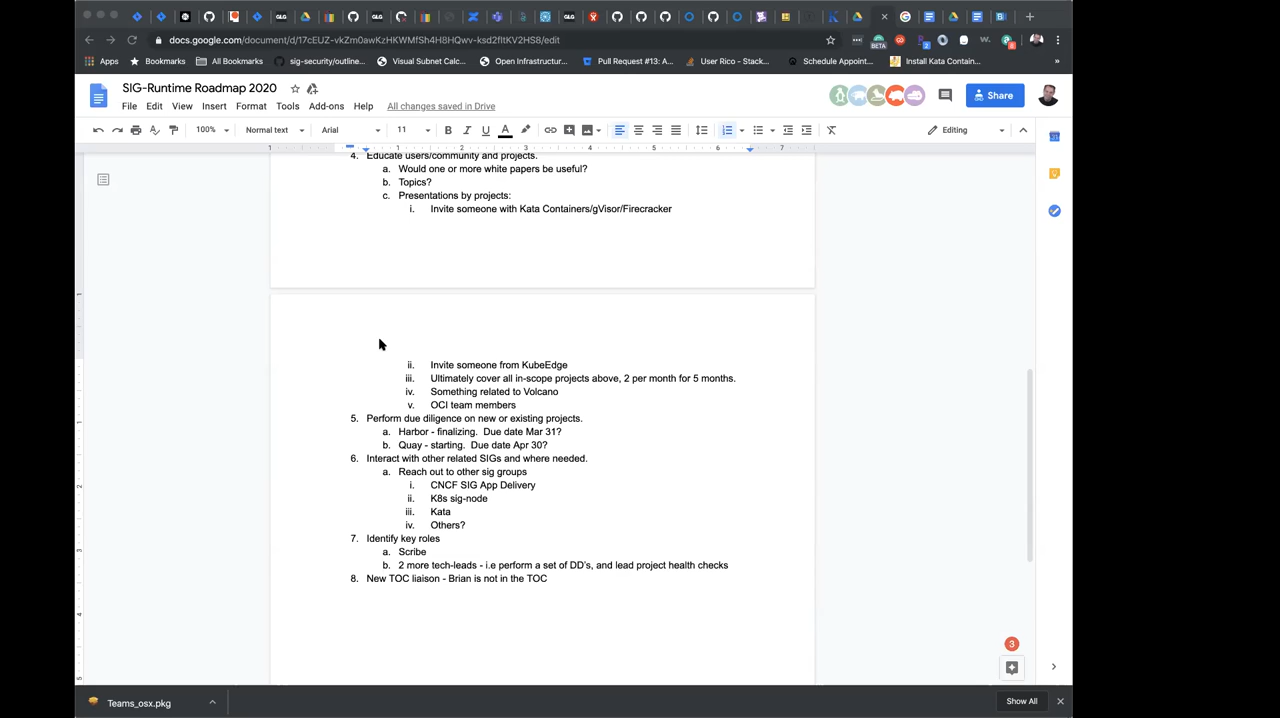 docs.google.com/document/d/17cEUZ-vkZm0awKzHKWMfSh4H8HQwv-ksd2fItKV2HS8/edit
Apps Bookmarks All Bookmarks sig-security/outline... Visual Subnet Calc... Open Infrastructur... Pull Request #13: A... User Rico - Stack... Schedule Appoint... Install Kata Contain... »
SIG-Runtime Roadmap 2020
File Edit View Insert Format Tools Add-ons Help All changes saved in Drive
Share
100% Normal text Arial 11 B I U A Editing
1 1 2 3 4 5 6 7
4. Educate users/community and projects.
a. Would one or more white papers be useful?
b. Topics?
c. Presentations by projects:
i. Invite someone with Kata Containers/gVisor/Firecracker
ii. Invite someone from KubeEdge
iii. Ultimately cover all in-scope projects above, 2 per month for 5 months.
iv. Something related to Volcano
v. OCI team members
5. Perform due diligence on new or existing projects.
a. Harbor - finalizing. Due date Mar 31?
b. Quay - starting. Due date Apr 30?
6. Interact with other related SIGs and where needed.
a. Reach out to other sig groups
i. CNCF SIG App Delivery
ii. K8s sig-node
iii. Kata
iv. Others?
7. Identify key roles
a. Scribe
b. 2 more tech-leads - i.e perform a set of DD's, and lead project health checks
8. New TOC liaison - Brian is not in the TOC
3
Teams_osx.pkg
Show All